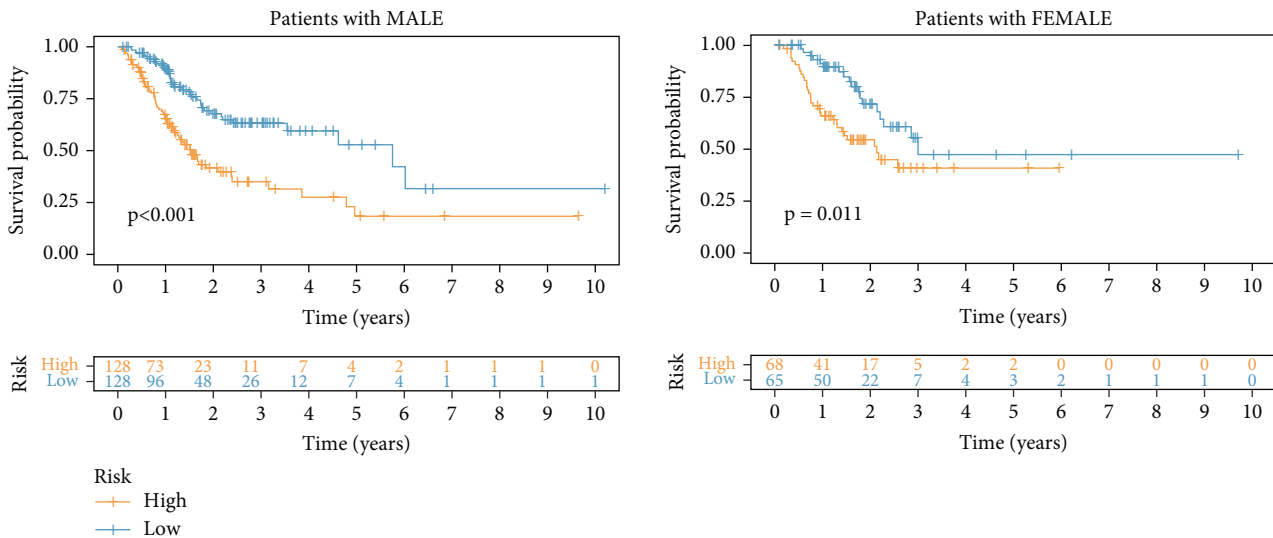 Patients with MALE
Survival probability
1.00
0.75
0.50
0.25
0.00
p<0.001
0 1 2 3 4 5 6 7 8 9 10
Time (years)
Risk
High 128 73 23 11 7 4 2 1 1 1 0
Low 128 96 48 26 12 7 4 1 1 1 1
0 1 2 3 4 5 6 7 8 9 10
Time (years)
Patients with FEMALE
Survival probability
1.00
0.75
0.50
0.25
0.00
p = 0.011
0 1 2 3 4 5 6 7 8 9 10
Time (years)
Risk
High 68 41 17 5 2 2 0 0 0 0 0
Low 65 50 22 7 4 3 2 1 1 1 0
0 1 2 3 4 5 6 7 8 9 10
Time (years)
Risk
High
Low